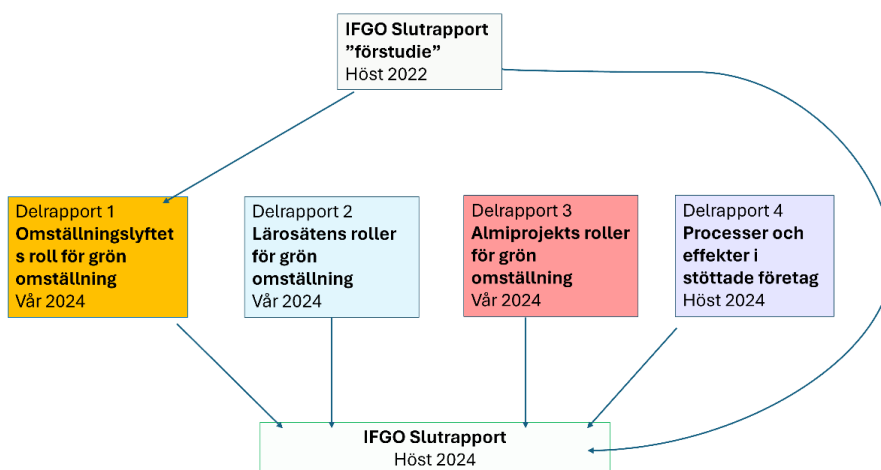 IFGO Slutrapport
”förstudie”
Höst 2022
Delrapport 1
Omställningslyftet
s roll för grön
omställning
Vår 2024
Delrapport 2
Lärosätens roller
för grön
omställning
Vår 2024
Delrapport 3
Almiprojekts roller
för grön
omställning
Vår 2024
Delrapport 4
Processer och
effekter i
stöttade företag
Höst 2024
IFGO Slutrapport
Höst 2024